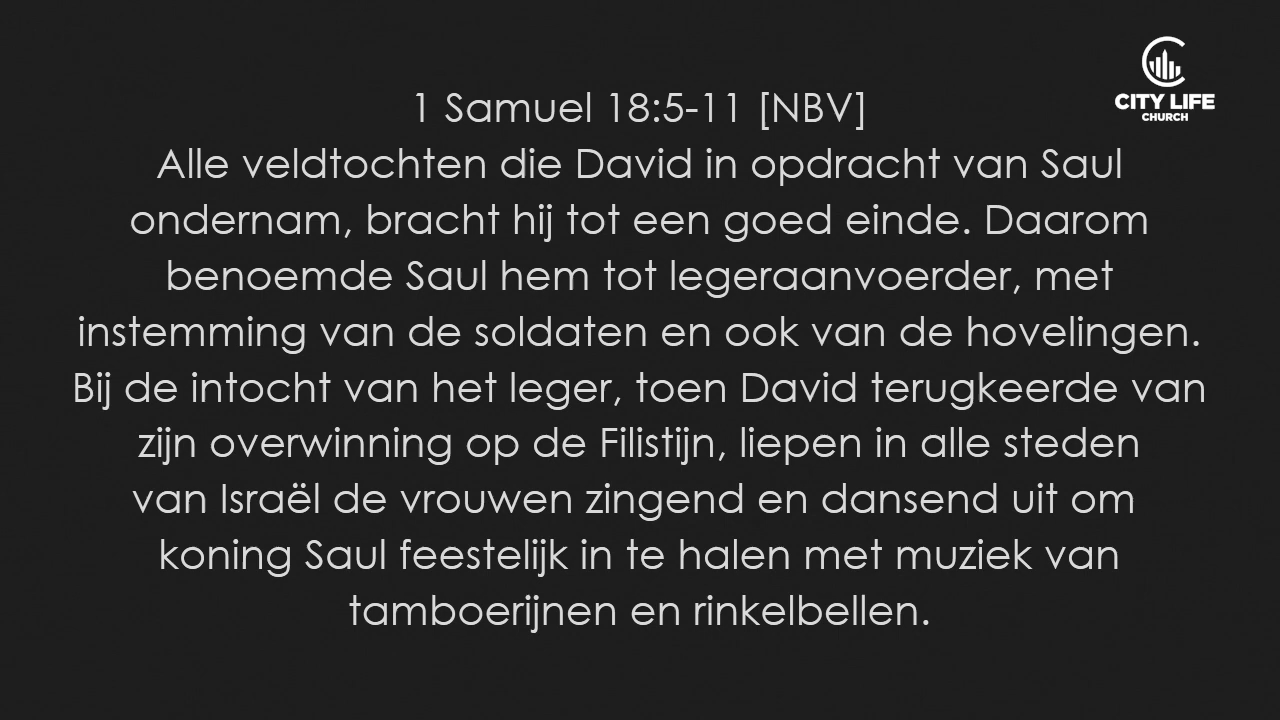 CITY LIFE
CHURCH
1 Samuel 18:5-11 [NBV]
Alle veldtochten die David in opdracht van Saul
ondernam, bracht hij tot een goed einde. Daarom
benoemde Saul hem tot legeraanvoerder, met
instemming van de soldaten en ook van de hovelingen.
Bij de intocht van het leger, toen David terugkeerde van
zijn overwinning op de Filistijn, liepen in alle steden
van Israël de vrouwen zingend en dansend uit om
koning Saul feestelijk in te halen met muziek van
tamboerijnen en rinkelbellen.